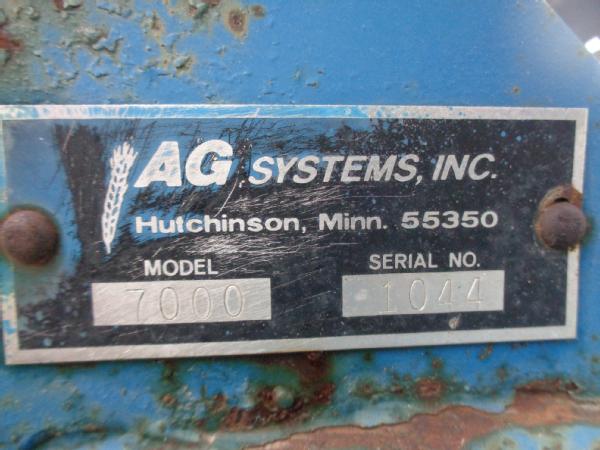 AG SYSTEMS, INC.
Hutchinson, Minn. 55350
MODEL SERIAL NO.
7000 1044